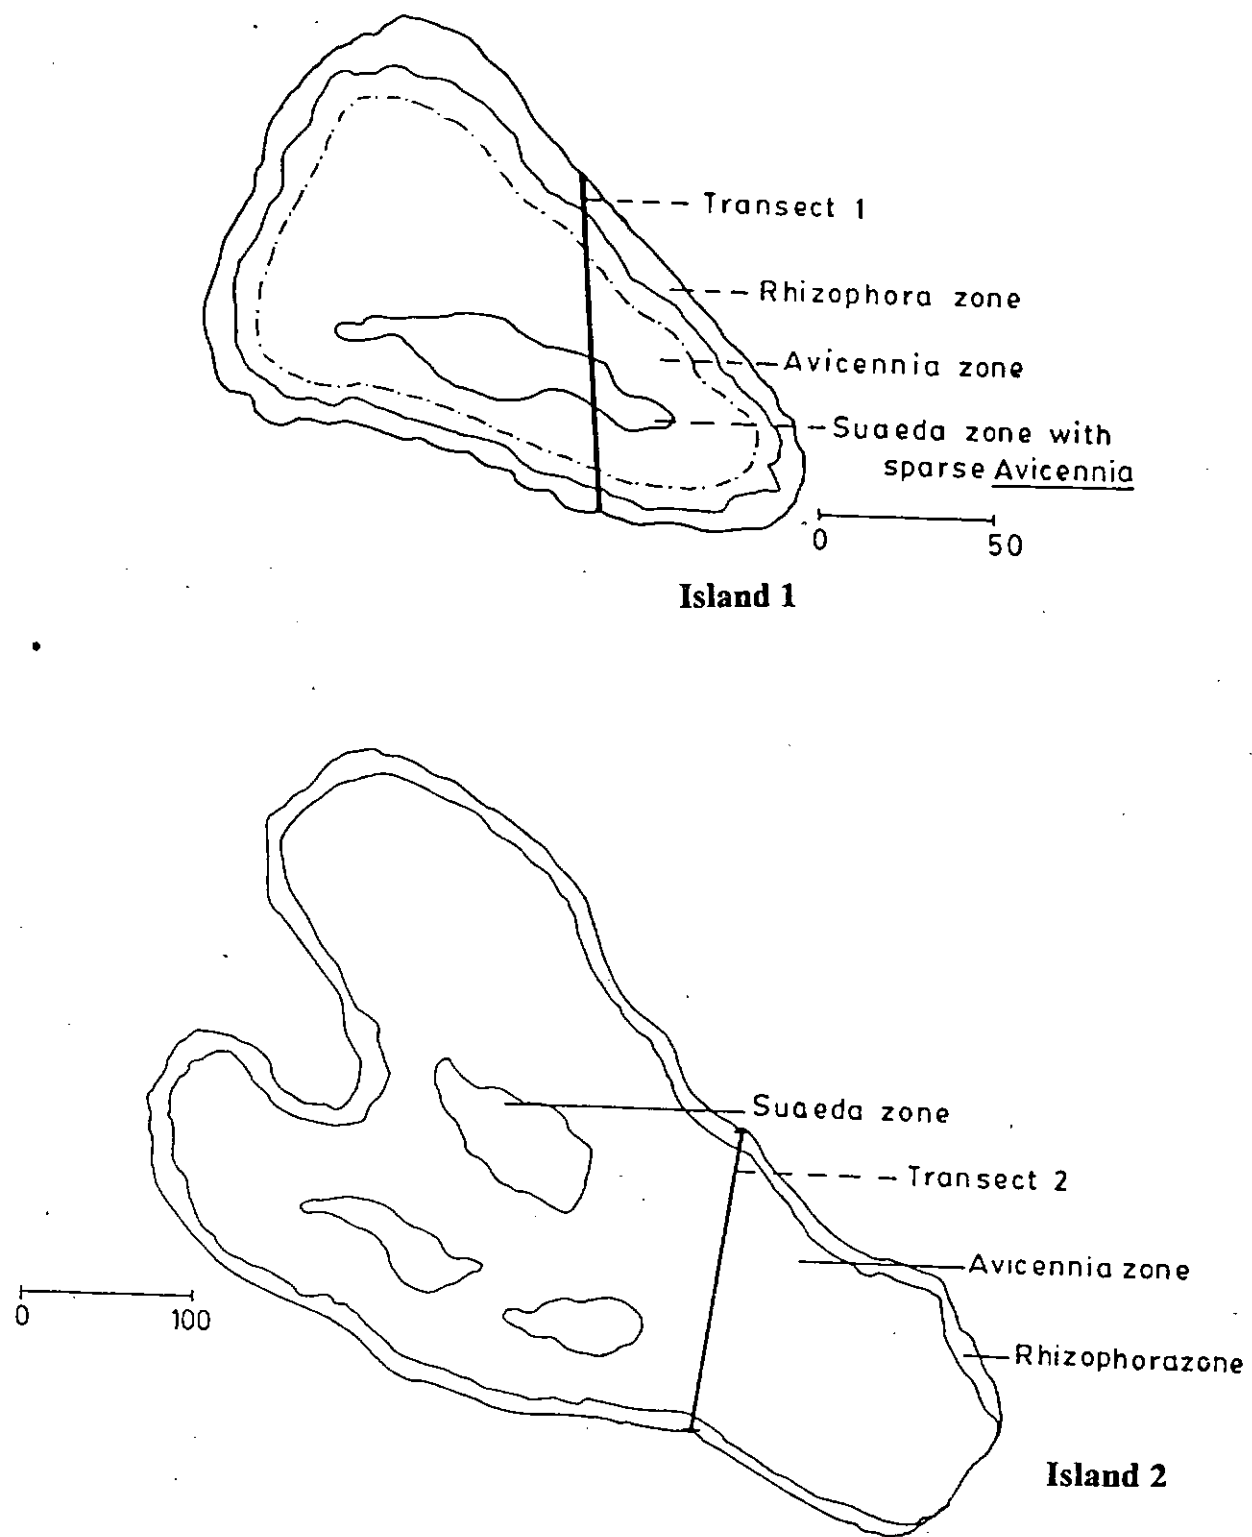 Transect 1
Rhizophora zone
Avicennia zone
Suaeda zone with
sparse Avicennia
0 50
Island 1
Suaeda zone
Transect 2
Avicennia zone
0 100
Rhizophorazone
Island 2